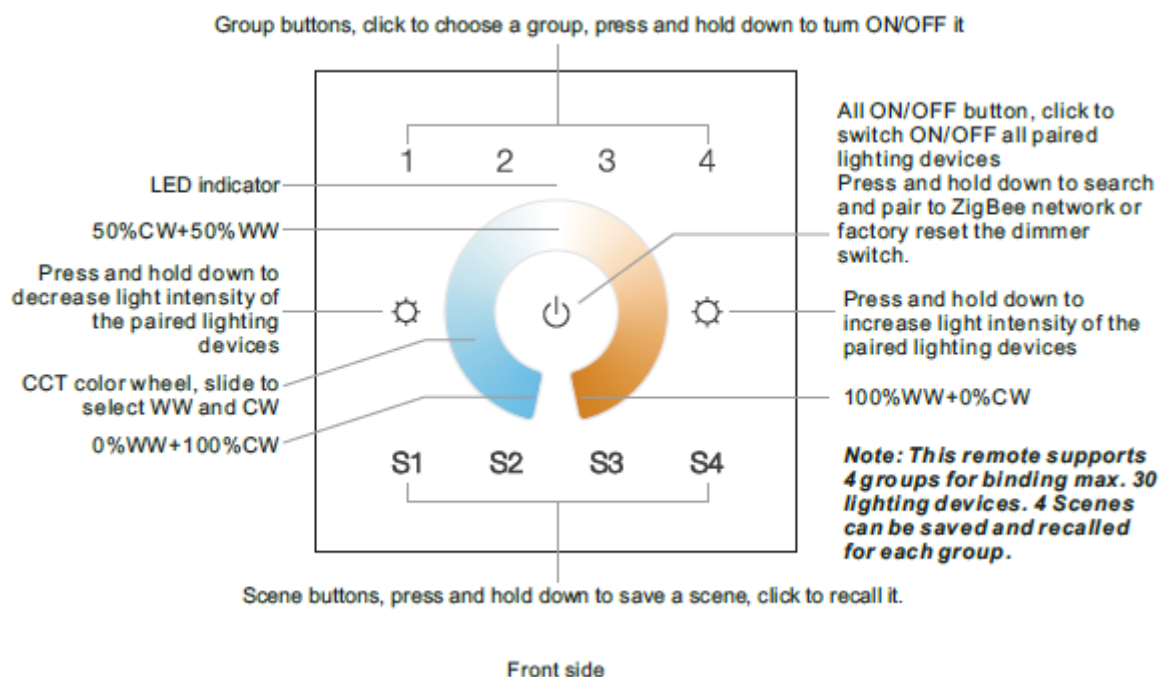 Group buttons, click to choose a group, press and hold down to turn ON/OFF it
1 2 3 4
LED indicator
50%CW+50%WW
Press and hold down to
decrease light intensity of
the paired lighting
devices
CCT color wheel, slide to
select WW and CW
0%WW+100%CW
All ON/OFF button, click to
switch ON/OFF all paired
lighting devices
Press and hold down to search
and pair to ZigBee network or
factory reset the dimmer
switch.
Press and hold down to
increase light intensity of the
paired lighting devices
100%WW+0%CW
Note: This remote supports
4 groups for binding max. 30
lighting devices. 4 Scenes
can be saved and recalled
for each group.
S1 S2 S3 S4
Scene buttons, press and hold down to save a scene, click to recall it.
Front side